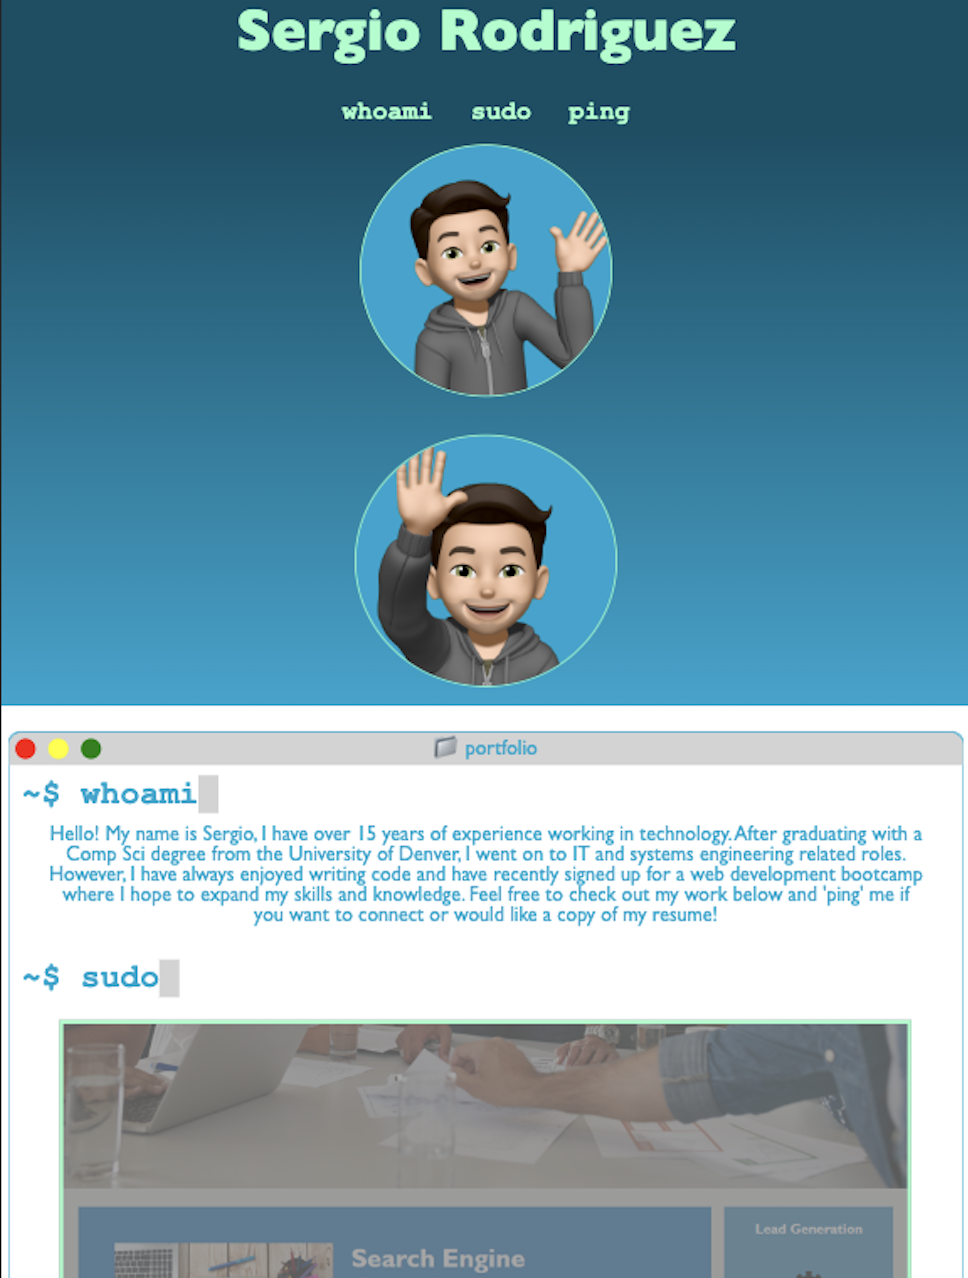 Sergio Rodriguez
whoami sudo ping
portfolio
~$ whoami
Hello! My name is Sergio, I have over 15 years of experience working in technology. After graduating with a
Comp Sci degree from the University of Denver, I went on to IT and systems engineering related roles.
However, I have always enjoyed writing code and have recently signed up for a web development bootcamp
where I hope to expand my skills and knowledge. Feel free to check out my work below and 'ping' me if
you want to connect or would like a copy of my resume!
~$ sudo
Lead Generation
Search Engine